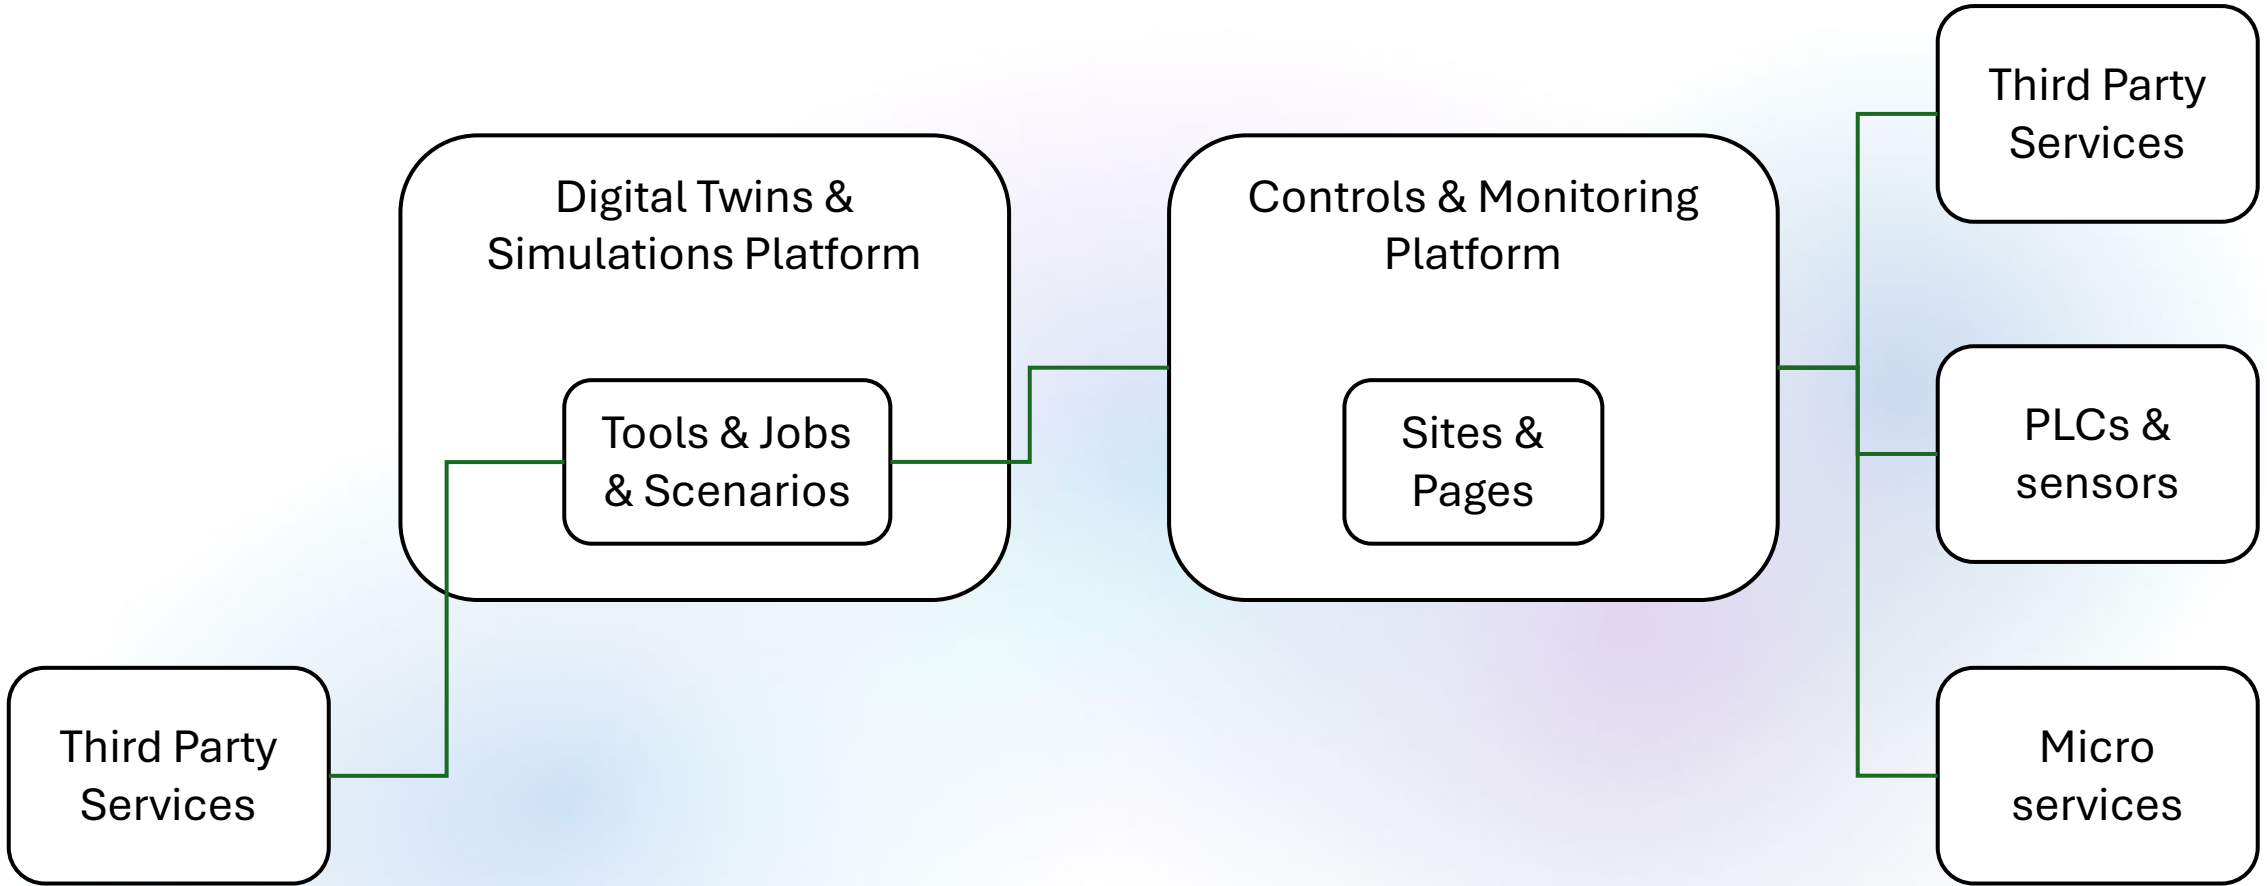 Third Party
Services
Digital Twins &
Simulations Platform
Controls & Monitoring
Platform
Tools & Jobs
& Scenarios
Sites &
Pages
PLCs &
sensors
Third Party
Services
Micro
services